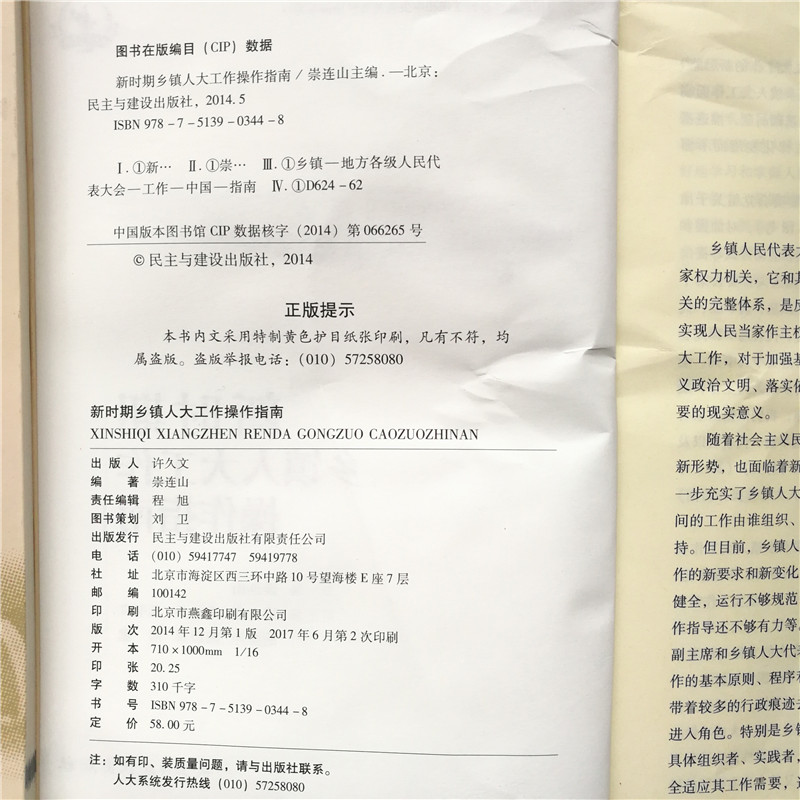 图书在版编目(CIP)数据
新时期乡镇人大工作操作指南/崇连山主编.—北京:
民主与建设出版社,2014.5
ISBN 978-7-5139-0344-8
Ⅰ.①新… Ⅱ.①崇… Ⅲ.①乡镇—地方各级人民代
表大会—工作—中国—指南 Ⅳ.①D624-62
中国版本图书馆 CIP 数据核字(2014)第 066265 号
©民主与建设出版社,2014
正版提示
本书内文采用特制黄色护目纸张印刷,凡有不符,均
属盗版。盗版举报电话:(010)57258080
新时期乡镇人大工作操作指南
XINSHIQI XIANGZHEN RENDA GONGZUO CAOZUOZHINAN
出版人 许久文
编著 崇连山
责任编辑 程旭
图书策划 刘卫
出版发行 民主与建设出版社有限责任公司
电话 (010)59417747 59419778
社址 北京市海淀区西三环中路 10 号望海楼 E 座 7 层
邮编 100142
印刷 北京市燕鑫印刷有限公司
版次 2014 年 12 月第 1 版 2017 年 6 月第 2 次印刷
开本 710×1000mm 1/16
印张 20.25
字数 310 千字
书号 ISBN 978-7-5139-0344-8
定价 58.00 元
注:如有印、装质量问题,请与出版社联系。
人大系统发行热线(010)57258080
乡镇人民代表大
家权力机关,它和其
关的完整体系,是反
实现人民当家作主权
大工作,对于加强基
义政治文明、落实依
要的现实意义。
随着社会主义民
新形势,也面临着新
一步充实了乡镇人大
间的工作由谁组织、
持。但目前,乡镇人
作的新要求和新变化
健全,运行不够规范
作指导还不够有力等。
副主席和乡镇人大代表
作的基本原则、程序和
带着较多的行政痕迹去
进入角色。特别是乡镇
具体组织者、实践者,
全适应其工作需要,